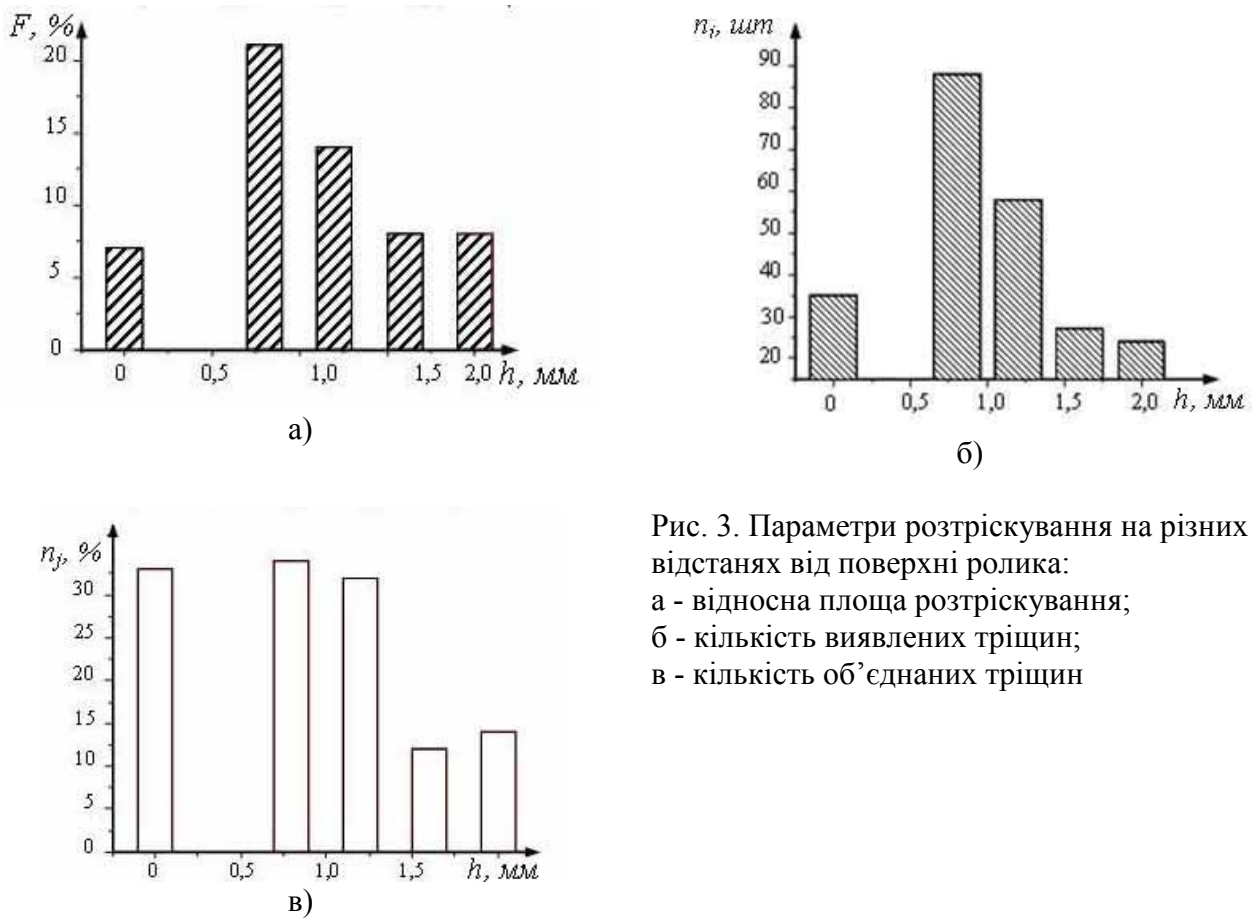 F, %
20
15
10
5
0
0 0,5 1,0 1,5 2,0 h, мм
а)
n_i, шт
90
80
70
60
50
40
30
20
0 0,5 1,0 1,5 2,0 h, мм
б)
n_j, %
30
25
20
15
10
5
0
0 0,5 1,0 1,5 h, мм
в)
Рис. 3. Параметри розтріскування на різних
відстанях від поверхні ролика:
а - відносна площа розтріскування;
б - кількість виявлених тріщин;
в - кількість об’єднаних тріщин